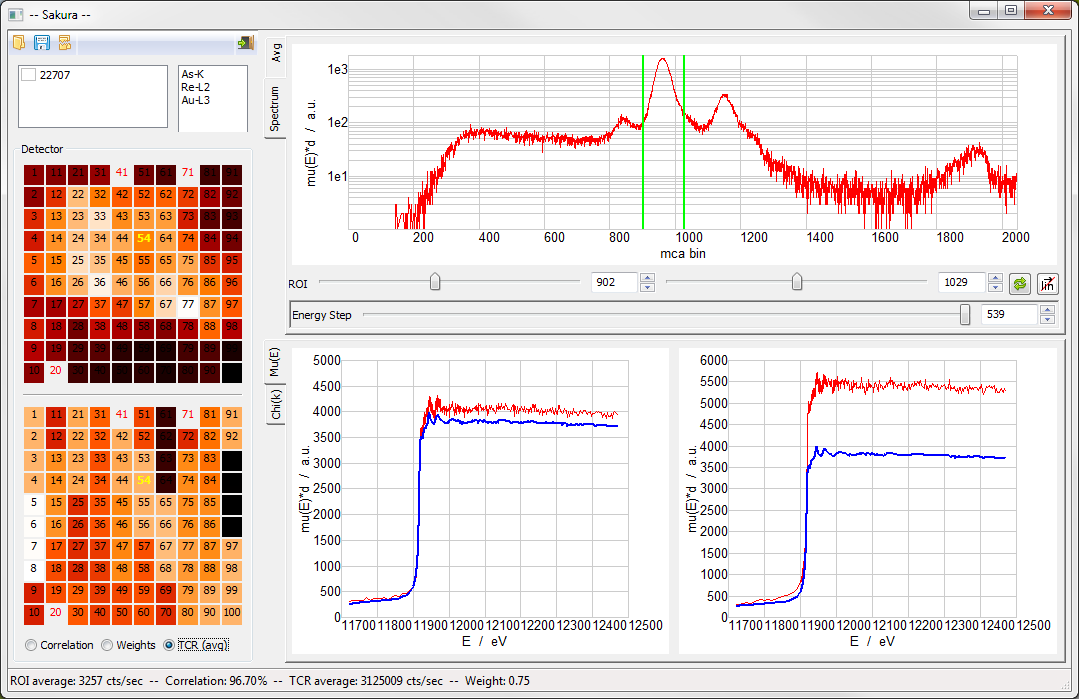 -- Sakura --
22707
As-K
Re-L2
Au-L3
Detector
1 11 21 31 41 51 61 71 81 91
2 12 22 32 42 52 62 72 82 92
3 13 23 33 43 53 63 73 83 93
4 14 24 34 44 54 64 74 84 94
5 15 25 35 45 55 65 75 85 95
6 16 26 36 46 56 66 76 86 96
7 17 27 37 47 57 67 77 87 97
8 18 28 38 48 58 68 78 88 98
9 19 29 39 49 59 69 79 89 99
10 20 30 40 50 60 70 80 90
1 11 21 31 41 51 61 71 81 91
2 12 22 32 42 52 62 72 82 92
3 13 23 33 43 53 63 73 83
4 14 24 34 44 54 64 74 84
5 15 25 35 45 55 65 75 85
6 16 26 36 46 56 66 76 86
7 17 27 37 47 57 67 77 87 97
8 18 28 38 48 58 68 78 88 98
9 19 29 39 49 59 69 79 89 99
10 20 30 40 50 60 70 80 90 100
Correlation Weights TCR (avg)
Avg
Spectrum
mu(E)*d / a.u.
1e3
1e2
1e1
0 200 400 600 800 1000 1200 1400 1600 1800 2000
mca bin
ROI 902 1029
Energy Step 539
Mu(E)
Chi(k)
mu(E)*d / a.u.
5000
4500
4000
3500
3000
2500
2000
1500
1000
500
0
11700 11800 11900 12000 12100 12200 12300 12400 12500
E / eV
mu(E)*d / a.u.
6000
5500
5000
4500
4000
3500
3000
2500
2000
1500
1000
500
0
11700 11800 11900 12000 12100 12200 12300 12400 12500
E / eV
ROI average: 3257 cts/sec -- Correlation: 96.70% -- TCR average: 3125009 cts/sec -- Weight: 0.75